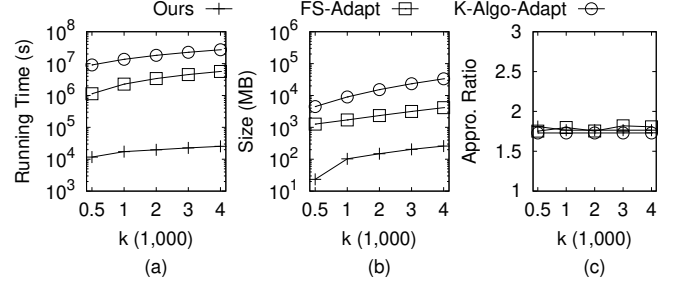 Ours FS-Adapt K-Algo-Adapt
Running Time (s)
10^8
10^7
10^6
10^5
10^4
10^3
0.5 1 2 3 4
k (1,000)
(a)
Size (MB)
10^6
10^5
10^4
10^3
10^2
10^1
0.5 1 2 3 4
k (1,000)
(b)
Appro. Ratio
3
2.5
2
1.5
1
0.5 1 2 3 4
k (1,000)
(c)